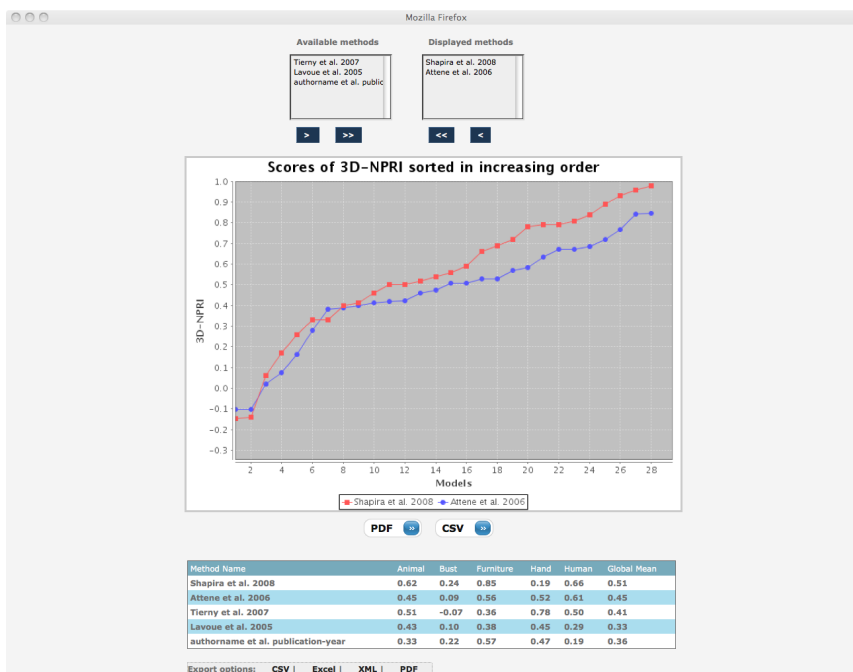 Mozilla Firefox
Available methods Displayed methods
Tierny et al. 2007
Lavoue et al. 2005
authorname et al. public
Shapira et al. 2008
Attene et al. 2006
> >> << <
Scores of 3D-NPRI sorted in increasing order
1.0
0.9
0.8
0.7
0.6
0.5
0.4
0.3
0.2
0.1
0.0
-0.1
-0.2
-0.3
3D-NPRI
2 4 6 8 10 12 14 16 18 20 22 24 26 28
Models
Shapira et al. 2008 Attene et al. 2006
PDF » CSV »
Method Name Animal Bust Furniture Hand Human Global Mean
Shapira et al. 2008 0.62 0.24 0.85 0.19 0.66 0.51
Attene et al. 2006 0.45 0.09 0.56 0.52 0.61 0.45
Tierny et al. 2007 0.51 -0.07 0.36 0.78 0.50 0.41
Lavoue et al. 2005 0.43 0.10 0.38 0.45 0.29 0.33
authorname et al. publication-year 0.33 0.22 0.57 0.47 0.19 0.36
Export options: CSV | Excel | XML | PDF